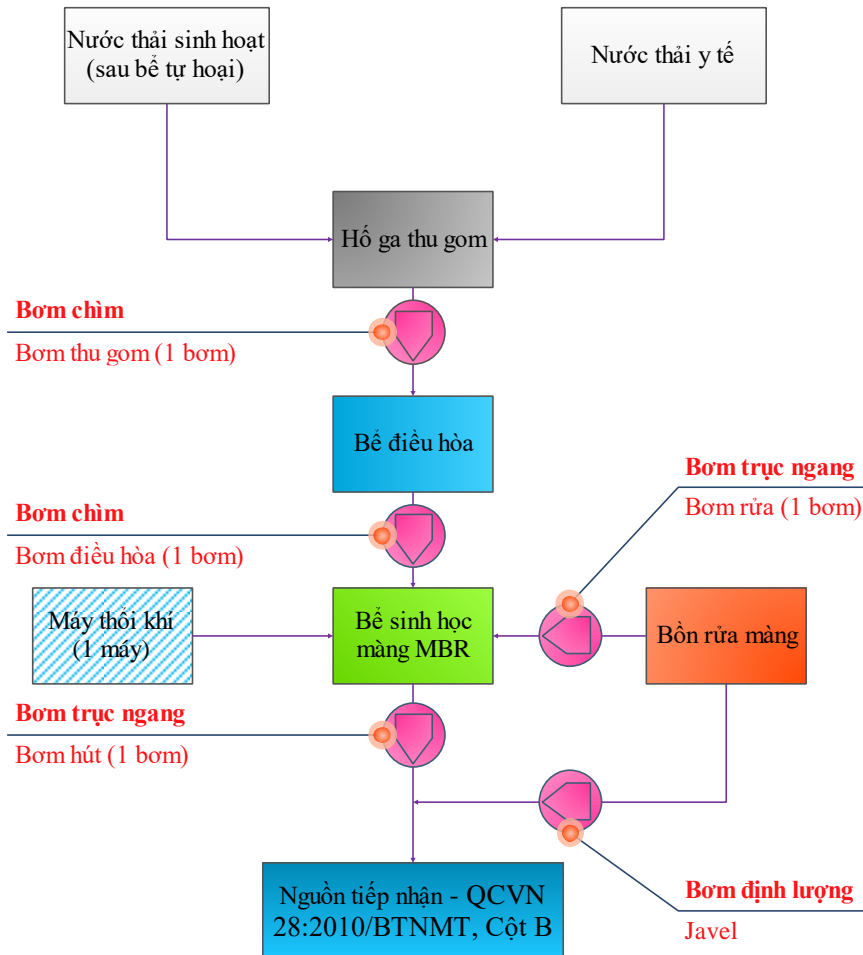 Nước thải sinh hoạt
(sau bể tự hoại)
Nước thải y tế
Hố ga thu gom
Bơm chìm
Bơm thu gom (1 bơm)
Bể điều hòa
Bơm trục ngang
Bơm rửa (1 bơm)
Bơm chìm
Bơm điều hòa (1 bơm)
Máy thổi khí
(1 máy)
Bể sinh học
màng MBR
Bồn rửa màng
Bơm trục ngang
Bơm hút (1 bơm)
Nguồn tiếp nhận - QCVN
28:2010/BTNMT, Cột B
Bơm định lượng
Javel